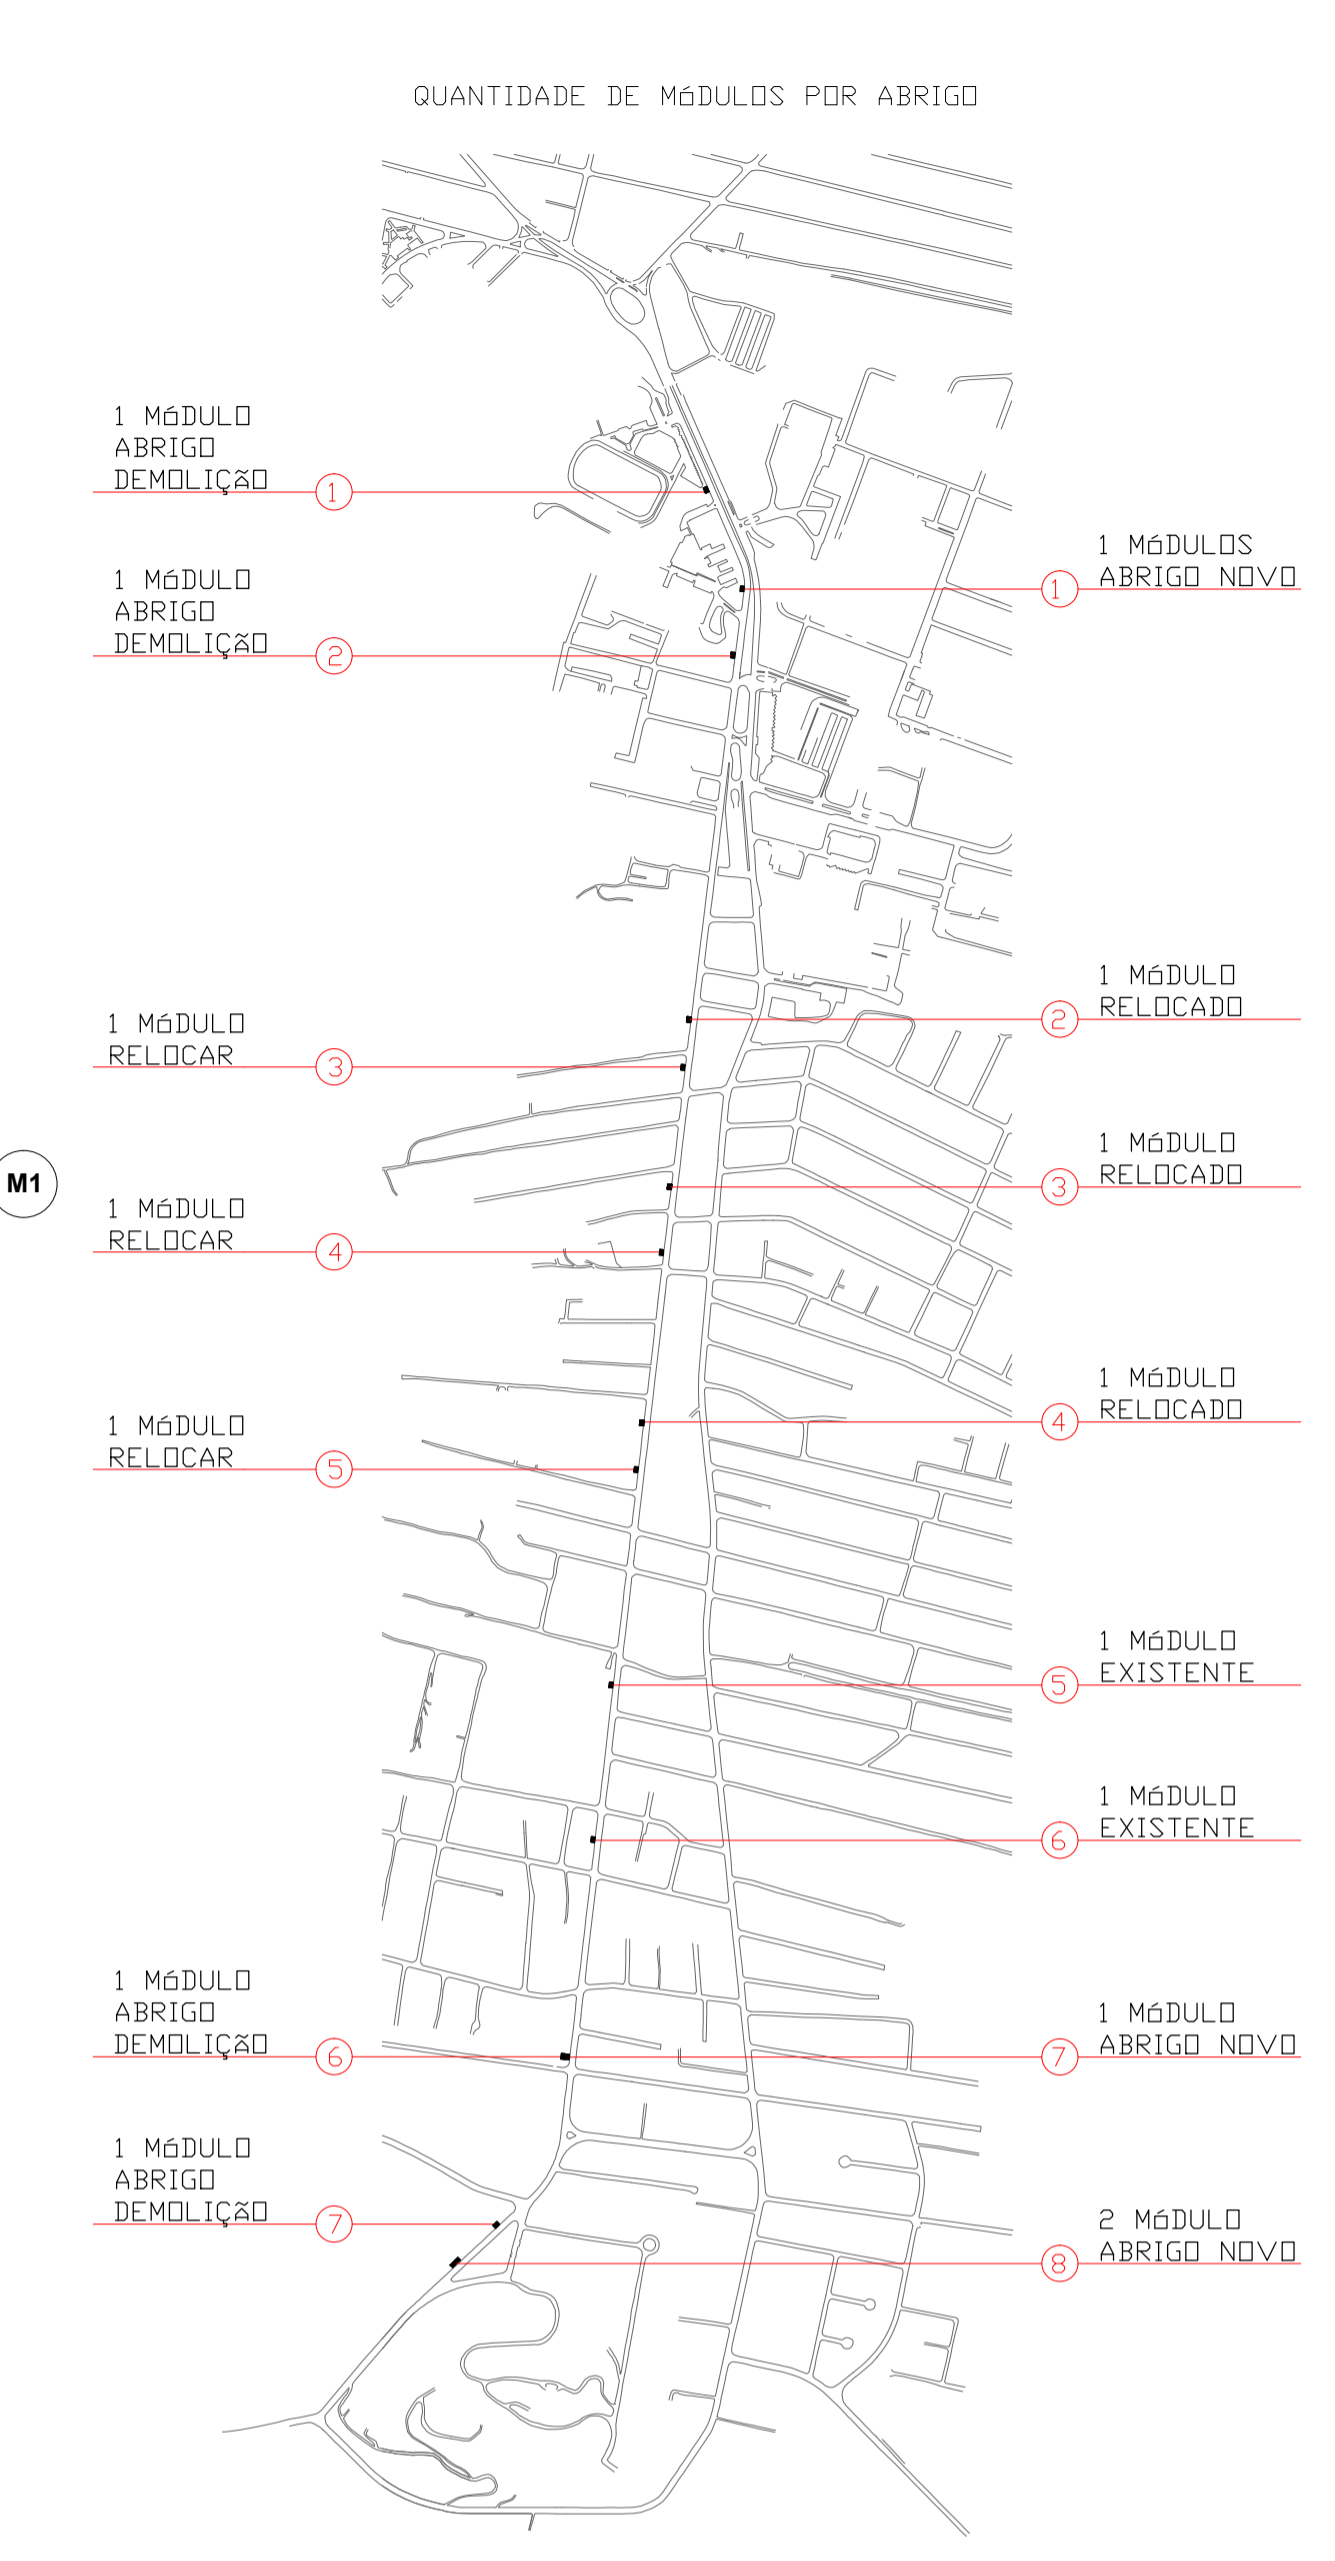 QUANTIDADE DE MóDULOS POR ABRIGO
1 MóDULO
ABRIGO
DEMOLIÇÃO
1
1 MóDULOS
ABRIGO NOVO
1
1 MóDULO
ABRIGO
DEMOLIÇÃO
2
1 MóDULO
RELOCADO
2
1 MóDULO
RELOCAR
3
1 MóDULO
RELOCADO
3
M1
1 MóDULO
RELOCAR
4
1 MóDULO
RELOCADO
4
1 MóDULO
RELOCAR
5
1 MóDULO
EXISTENTE
5
1 MóDULO
EXISTENTE
6
1 MóDULO
ABRIGO
DEMOLIÇÃO
6
1 MóDULO
ABRIGO NOVO
7
1 MóDULO
ABRIGO
DEMOLIÇÃO
7
2 MóDULO
ABRIGO NOVO
8